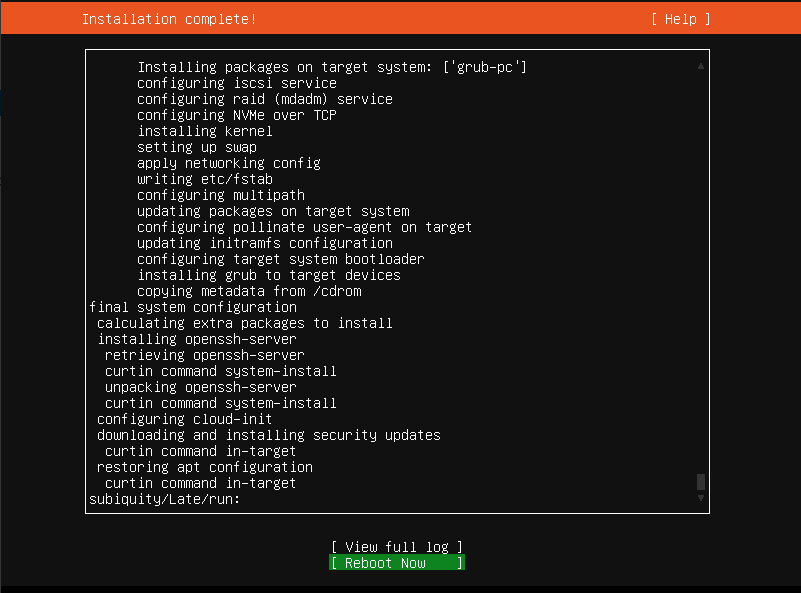 Installation complete! [ Help ]
Installing packages on target system: ['grub-pc']
configuring iscsi service
configuring raid (mdadm) service
configuring NVMe over TCP
installing kernel
setting up swap
apply networking config
writing etc/fstab
configuring multipath
updating packages on target system
configuring pollinate user-agent on target
updating initramfs configuration
configuring target system bootloader
installing grub to target devices
copying metadata from /cdrom
final system configuration
calculating extra packages to install
installing openssh-server
retrieving openssh-server
curtin command system-install
unpacking openssh-server
curtin command system-install
configuring cloud-init
downloading and installing security updates
curtin command in-target
restoring apt configuration
curtin command in-target
subiquity/Late/run:
[ View full log ]
[ Reboot Now ]